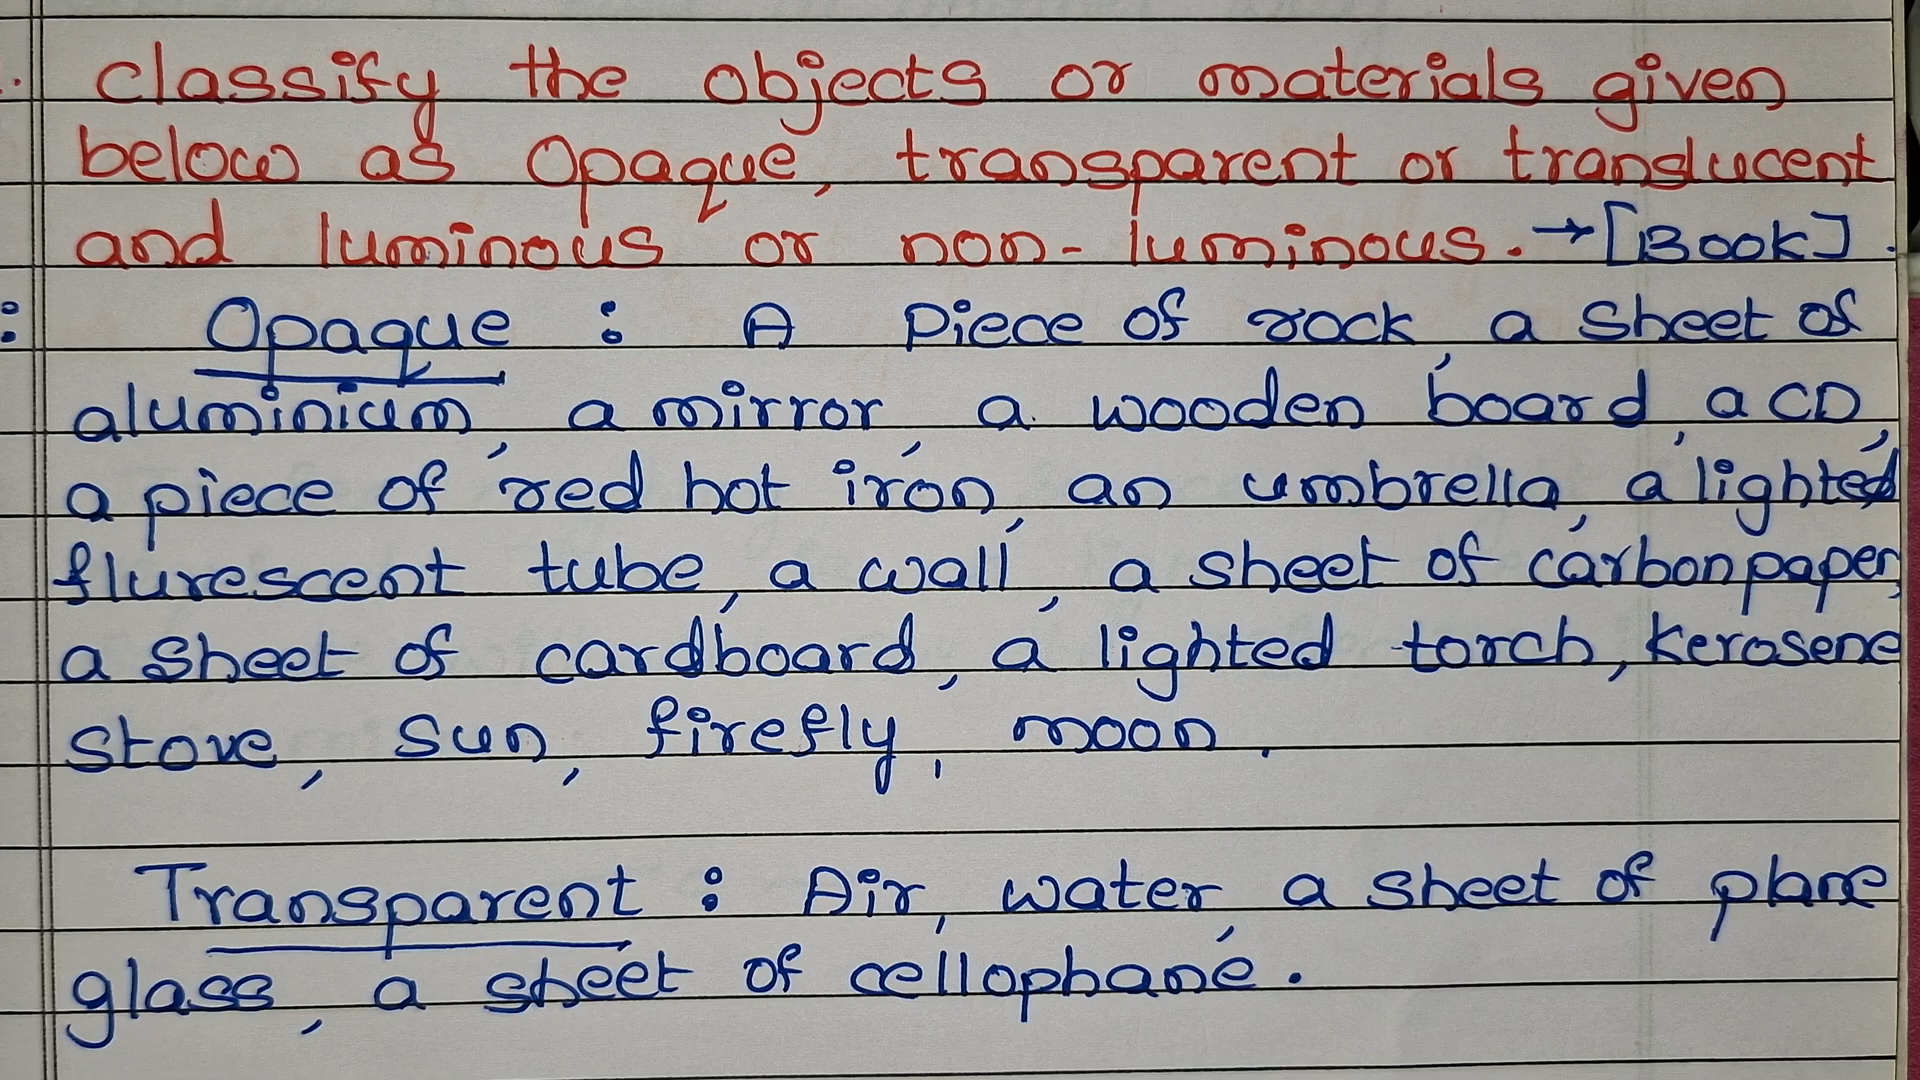 classify the objects or materials given
below as Opaque, transparent or translucent
and luminous or non-luminous. → [Book].
: Opaque : A piece of rock, a sheet of
aluminium, a mirror, a wooden board, a CD,
a piece of red hot iron, an umbrella, a lighted
flurescent tube, a wall, a sheet of carbonpaper,
a sheet of cardboard, a lighted torch, kerosene
stove, sun, firefly, moon.
Transparent : Air, water, a sheet of plane
glass, a sheet of cellophane.